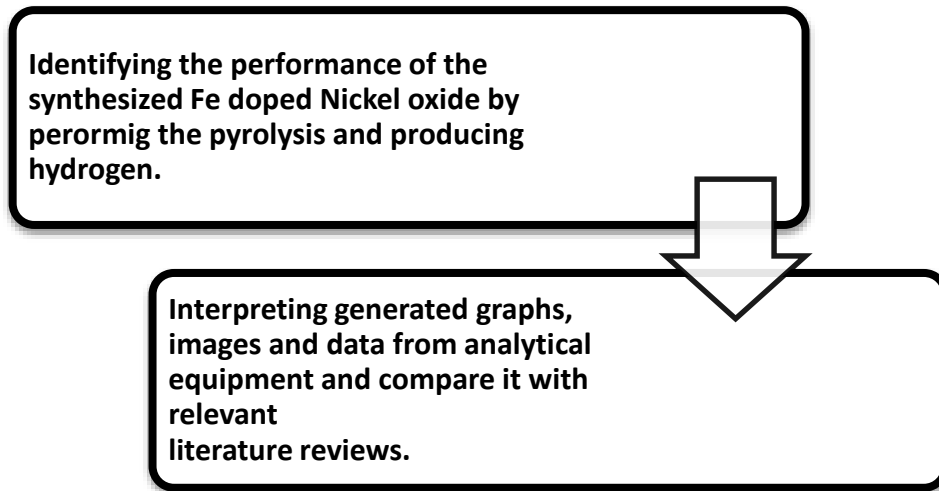 Identifying the performance of the
synthesized Fe doped Nickel oxide by
perormig the pyrolysis and producing
hydrogen.
Interpreting generated graphs,
images and data from analytical
equipment and compare it with
relevant
literature reviews.